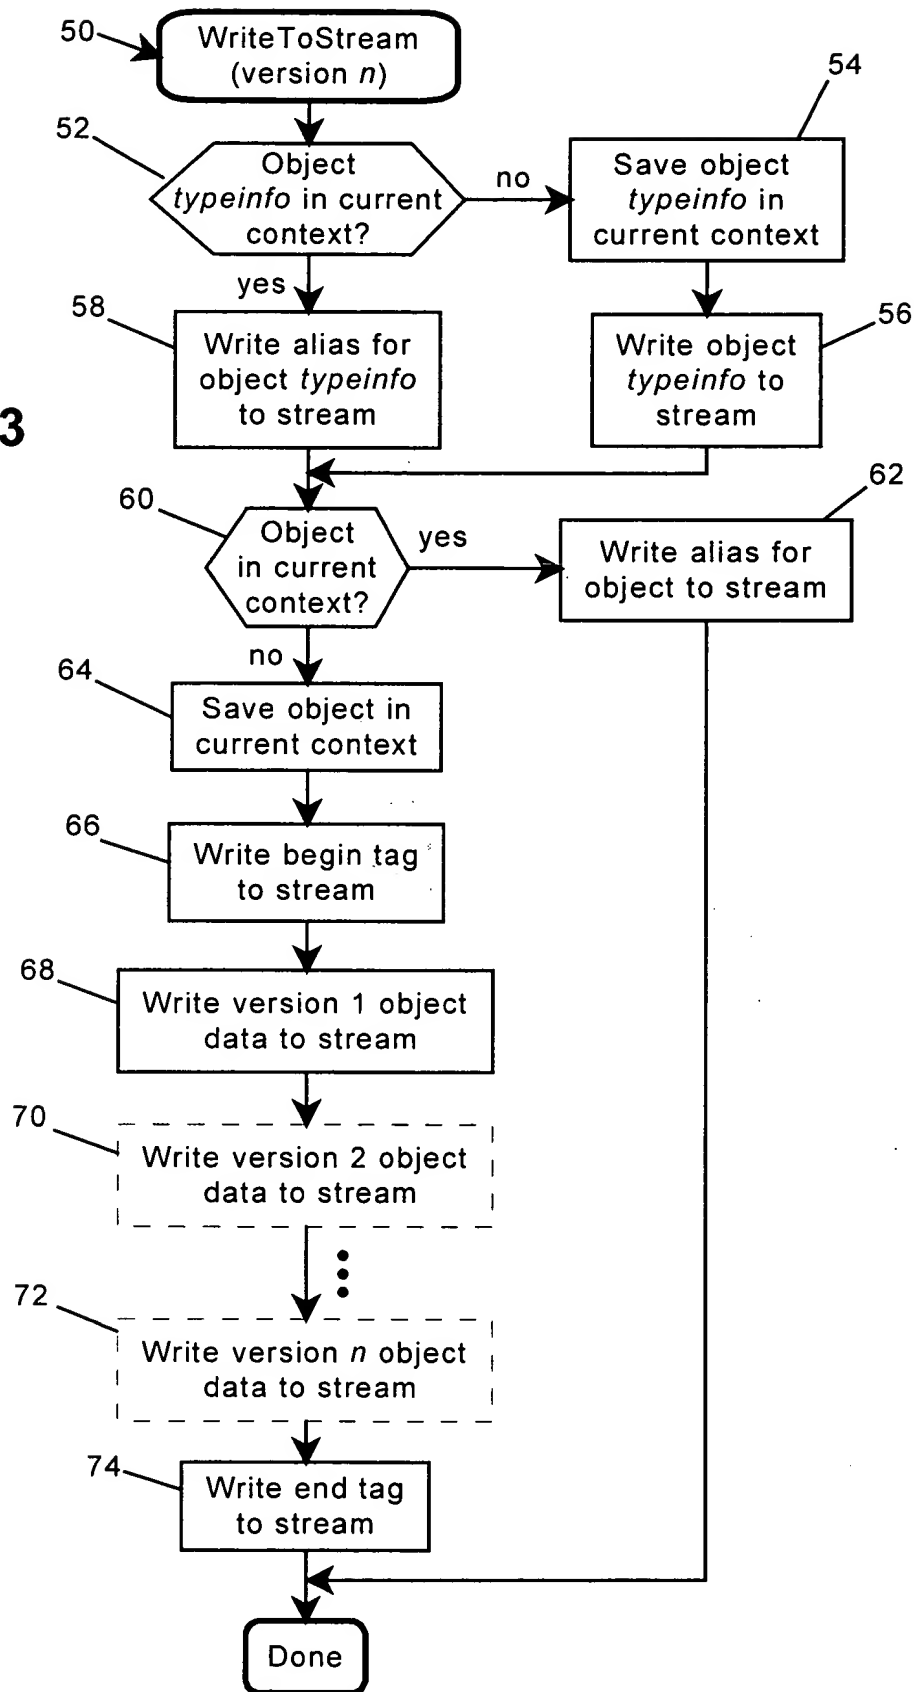 50
WriteToStream
(version n)
54
52
Object
typeinfo in current
context?
no
Save object
typeinfo in
current context
yes
58
56
Write alias for
object typeinfo
to stream
Write object
typeinfo to
stream
3
62
60
Object
in current
context?
yes
Write alias for
object to stream
no
64
Save object in
current context
66
Write begin tag
to stream
68
Write version 1 object
data to stream
70
Write version 2 object
data to stream
72
Write version n object
data to stream
74
Write end tag
to stream
Done